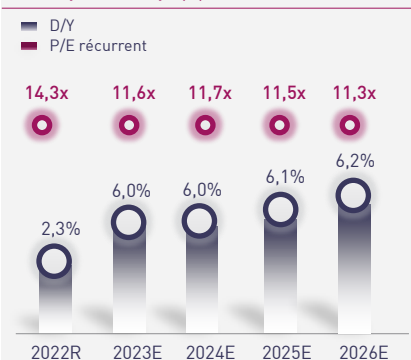 D/Y
P/E récurrent
14,3x 11,6x 11,7x 11,5x 11,3x
2,3% 6,0% 6,0% 6,1% 6,2%
2022R 2023E 2024E 2025E 2026E